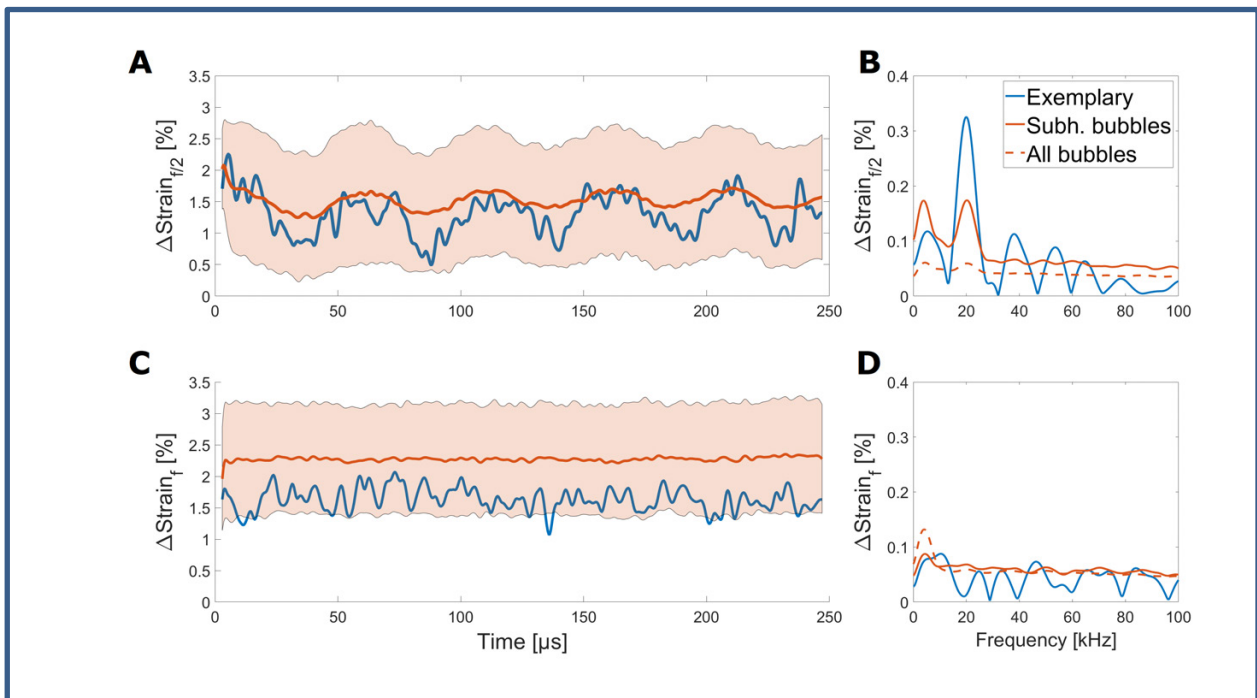 A
3.5
3
2.5
2
1.5
1
0.5
0
ΔStrain_{f/2} [%]
0 50 100 150 200 250
B
0.4
0.3
0.2
0.1
0
ΔStrain_{f/2} [%]
Exemplary
Subh. bubbles
All bubbles
0 20 40 60 80 100
C
3.5
3
2.5
2
1.5
1
0.5
0
ΔStrain_f [%]
0 50 100 150 200 250
Time [µs]
D
0.4
0.3
0.2
0.1
0
ΔStrain_f [%]
0 20 40 60 80 100
Frequency [kHz]